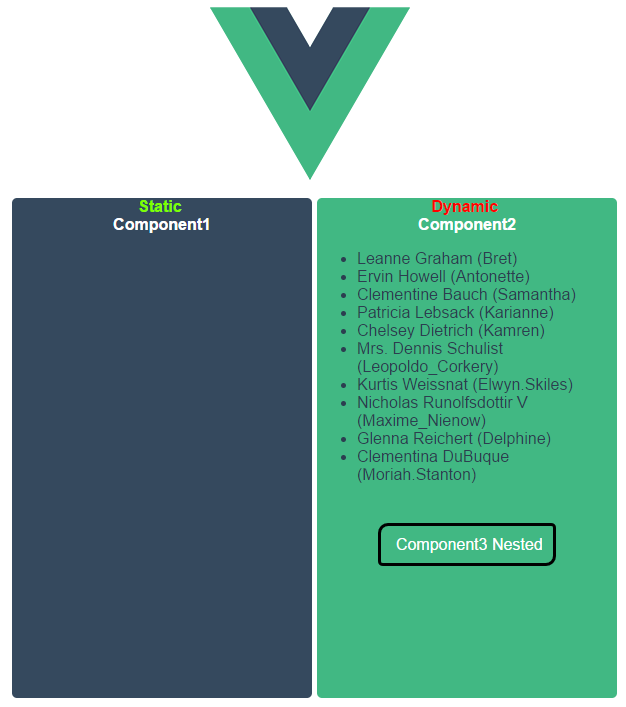 Static
Component1
Dynamic
Component2
Leanne Graham (Bret)
Ervin Howell (Antonette)
Clementine Bauch (Samantha)
Patricia Lebsack (Karianne)
Chelsey Dietrich (Kamren)
Mrs. Dennis Schulist
(Leopoldo_Corkery)
Kurtis Weissnat (Elwyn.Skiles)
Nicholas Runolfsdottir V
(Maxime_Nienow)
Glenna Reichert (Delphine)
Clementina DuBuque
(Moriah.Stanton)
Component3 Nested